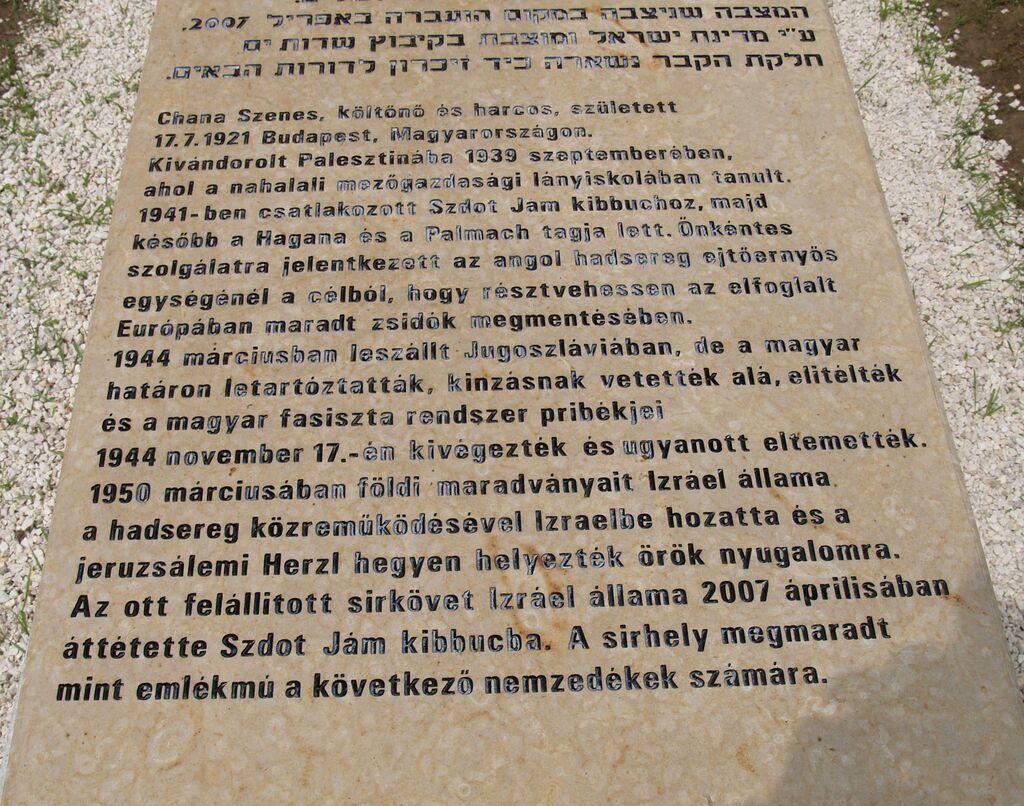 המצבה שניצבה במקום הועברה באפריל 2007.
ע״י מדינת ישראל ומוצבת בקיבוץ שדות ים
חלקת הקבר נשארה כיד זיכרון לדורות הבאים.
Chana Szenes, költönő és harcos, született
17.7.1921 Budapest, Magyarországon.
Kivándorolt Palesztinába 1939 szeptemberében,
ahol a nahalali mezőgazdasági lányiskolában tanult.
1941-ben csatlakozott Szdot Jam kibbuchoz, majd
később a Hagana és a Palmach tagja lett. Önkéntes
szolgálatra jelentkezett az angol hadsereg ejtőernyös
egységénél a célból, hogy résztvehessen az elfoglalt
Európában maradt zsidók megmentésében.
1944 márciusban leszállt Jugoszláviában, de a magyar
határon letartóztatták, kinzásnak vetették alá, elitélték
és a magyar fasiszta rendszer pribékjei
1944 november 17.-én kivégezték és ugyanott eltemették.
1950 márciusában földi maradványait Izráel állama
a hadsereg közremüködésével Izraelbe hozatta és a
jeruzsálemi Herzl hegyen helyezték örök nyugalomra.
Az ott felállitott sirkövet Izráel állama 2007 áprilisában
áttétette Szdot Jám kibbucba. A sirhely megmaradt
mint emlékmú a következő nemzedékek számára.